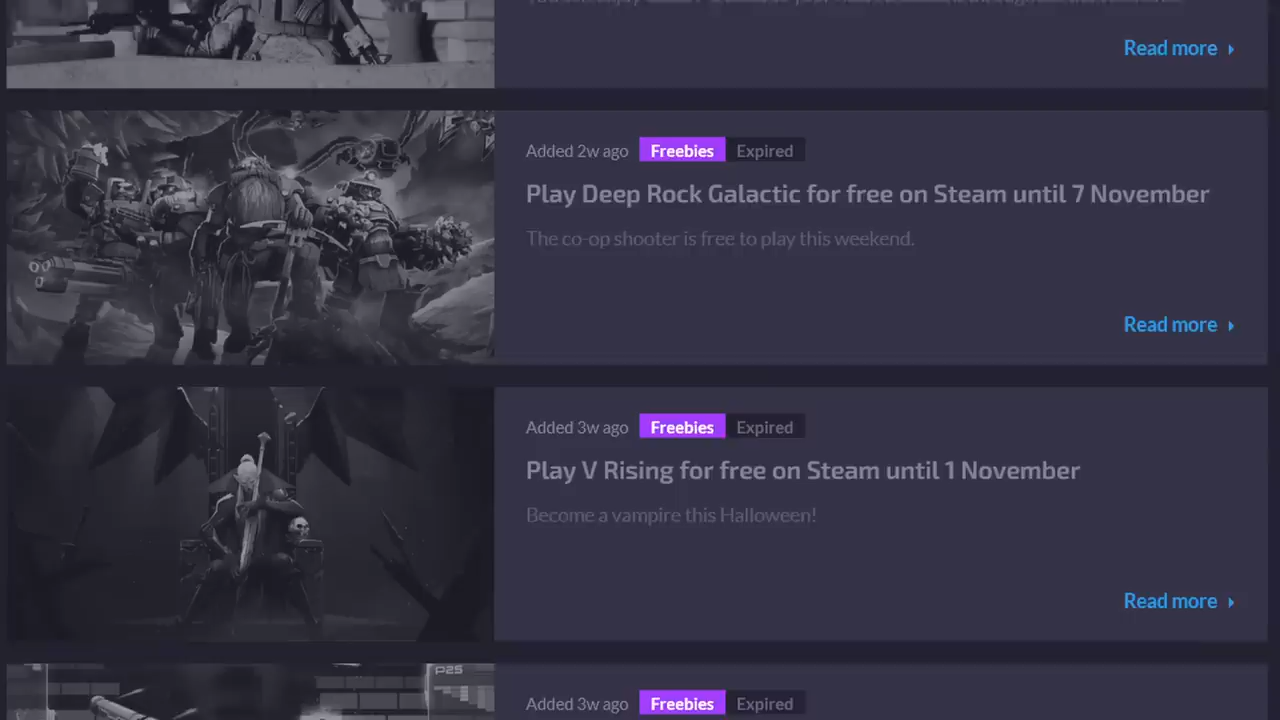 Read more
Added 2w ago Freebies Expired
Play Deep Rock Galactic for free on Steam until 7 November
The co-op shooter is free to play this weekend.
Read more
Added 3w ago Freebies Expired
Play V Rising for free on Steam until 1 November
Become a vampire this Halloween!
Read more
P25
Added 3w ago Freebies Expired